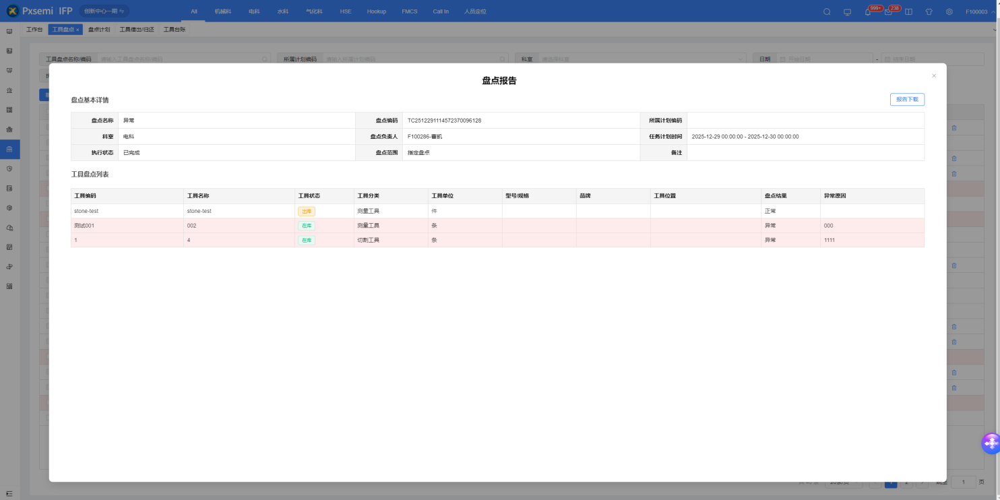 Pxsemi IFP 创新中心一期 All 机械科 电科 水科 气化科 HSE Hookup FMCS Call In 人员定位 999+ 238 F100003
工作台 工具盘点 × 盘点计划 工具借出/归还 工具台账
工具盘点名称/编码 请输入工具盘点名称/编码 所属计划编码 请输入所属计划编码 科室 请选择科室 日期 开始日期 - 结束日期
盘点报告
盘点基本详情 报告下载
盘点名称 异常 盘点编码 TC2512291114572370096128 所属计划编码
科室 电科 盘点负责人 F100286-曹凯 任务计划时间 2025-12-29 00:00:00 - 2025-12-30 00:00:00
执行状态 已完成 盘点范围 指定盘点 备注
工具盘点列表
工具编码 工具名称 工具状态 工具分类 工具单位 型号/规格 品牌 工具位置 盘点结果 异常原因
stone-test stone-test 出库 测量工具 件 正常
测试001 002 在库 测量工具 条 异常 000
1 4 在库 切割工具 条 异常 1111
1 2 跳至 1 页